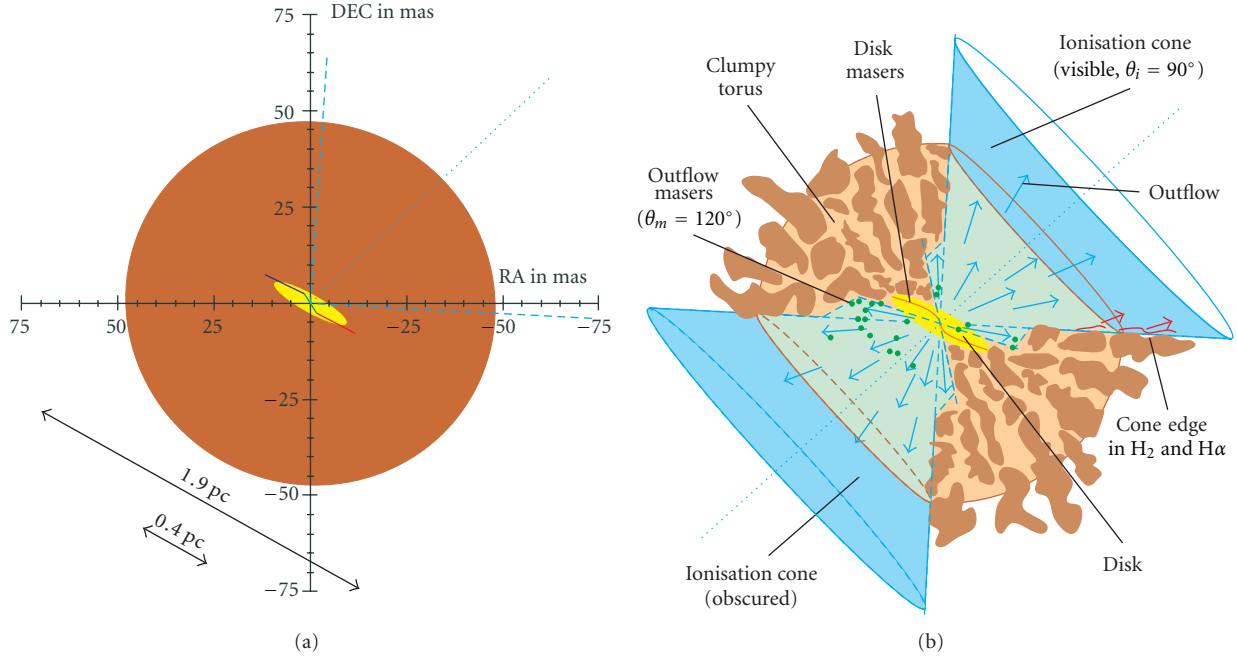 DEC in mas
75
50
25
RA in mas
75
25
−25
−75
−25
−50
−75
1.9 pc
0.4 pc
(a)
Ionisation cone
(visible, θi = 90°)
Disk
masers
Clumpy
torus
Outflow
masers
(θm = 120°)
Outflow
Cone edge
in H2 and Hα
Disk
Ionisation cone
(obscured)
(b)